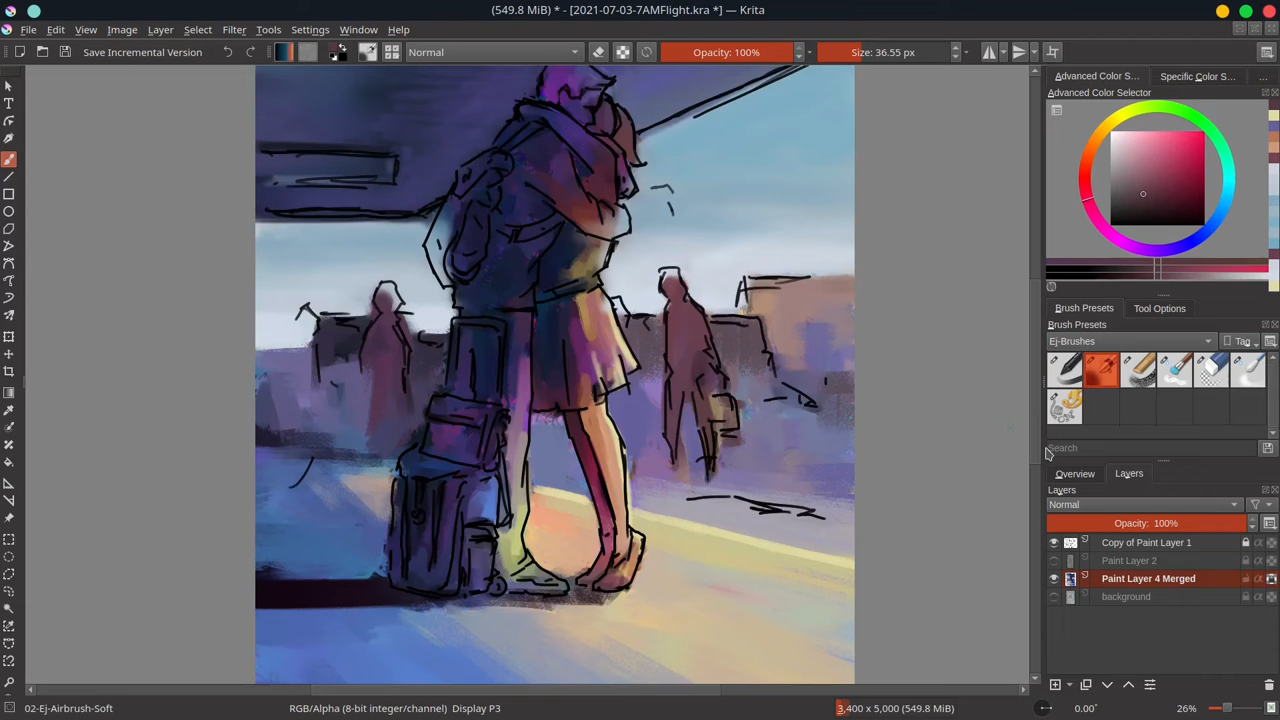 (549.8 MiB) * - [2021-07-03-7AMFlight.kra *] — Krita
File Edit View Image Layer Select Filter Tools Settings Window Help
Save Incremental Version Normal Opacity: 100% Size: 36.55 px
Advanced Color S... Specific Color S... ...
Advanced Color Selector
Brush Presets Tool Options
Brush Presets
Ej-Brushes Tag
Search
Overview Layers
Layers
Normal
Opacity: 100%
Copy of Paint Layer 1
Paint Layer 2
Paint Layer 4 Merged
background
02-Ej-Airbrush-Soft RGB/Alpha (8-bit integer/channel) Display P3 3,400 x 5,000 (549.8 MiB) 0.00° 26%